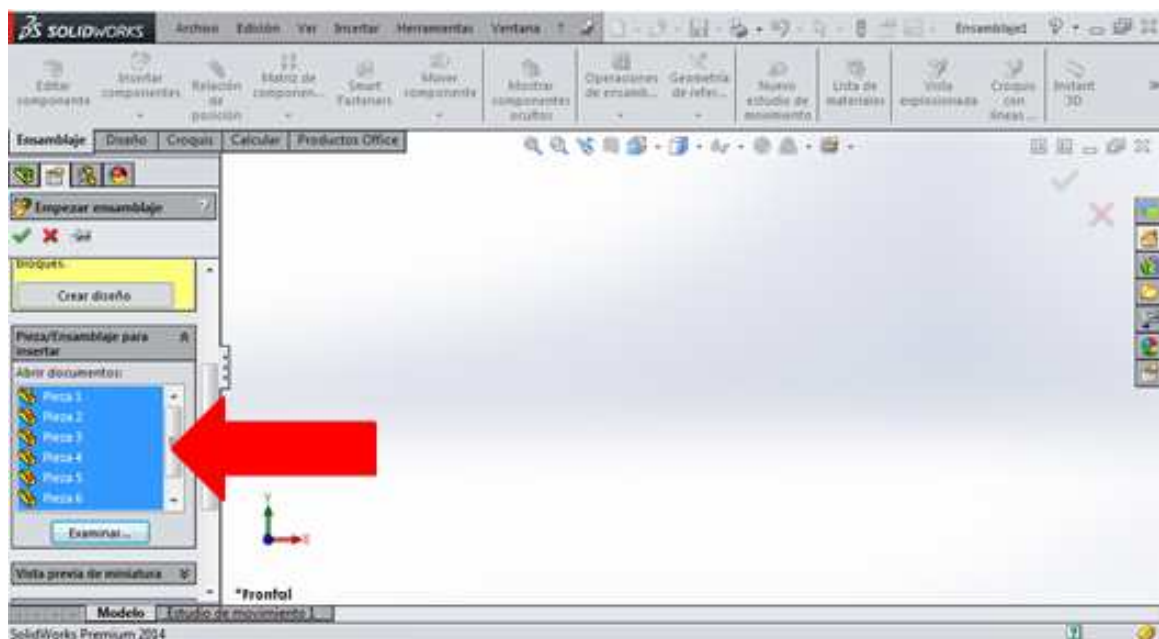 SOLIDWORKS Archivo Edición Ver Insertar Herramientas Ventana ? Ensamblaje1
Editar componente
Insertar componentes
Relación de posición
Matriz de componen...
Smart Fasteners
Mover componente
Mostrar componentes ocultos
Operaciones de ensamb...
Geometría de refer...
Nuevo estudio de movimiento
Lista de materiales
Vista explosionada
Croquis con líneas ...
Instant 3D
Ensamblaje Diseño Croquis Calcular Productos Office
Empezar ensamblaje ?
bloques.
Crear diseño
Pieza/Ensamblaje para
insertar
Abrir documentos:
Pieza 1
Pieza 2
Pieza 3
Pieza 4
Pieza 5
Pieza 6
Examinar...
Y
X
Vista previa de miniatura
*Frontal
Modelo Estudio de movimiento 1
SolidWorks Premium 2014